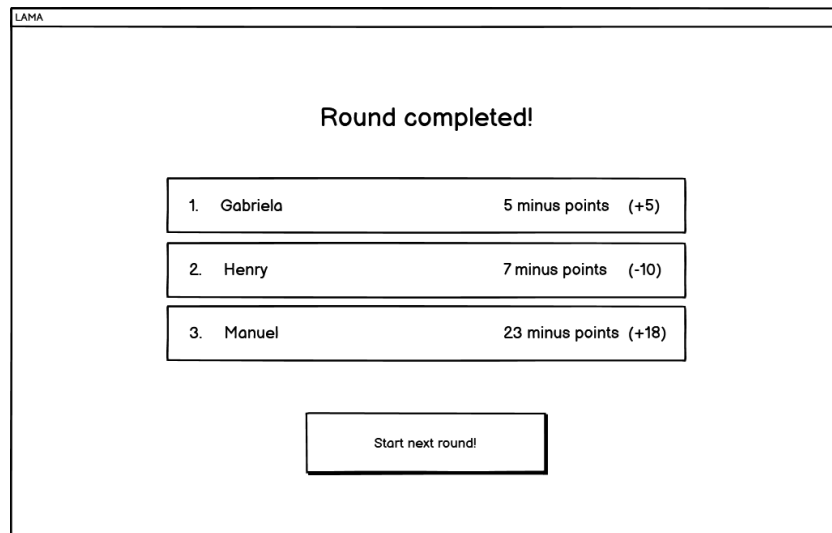 LAMA
Round completed!
1. Gabriela 5 minus points (+5)
2. Henry 7 minus points (-10)
3. Manuel 23 minus points (+18)
Start next round!